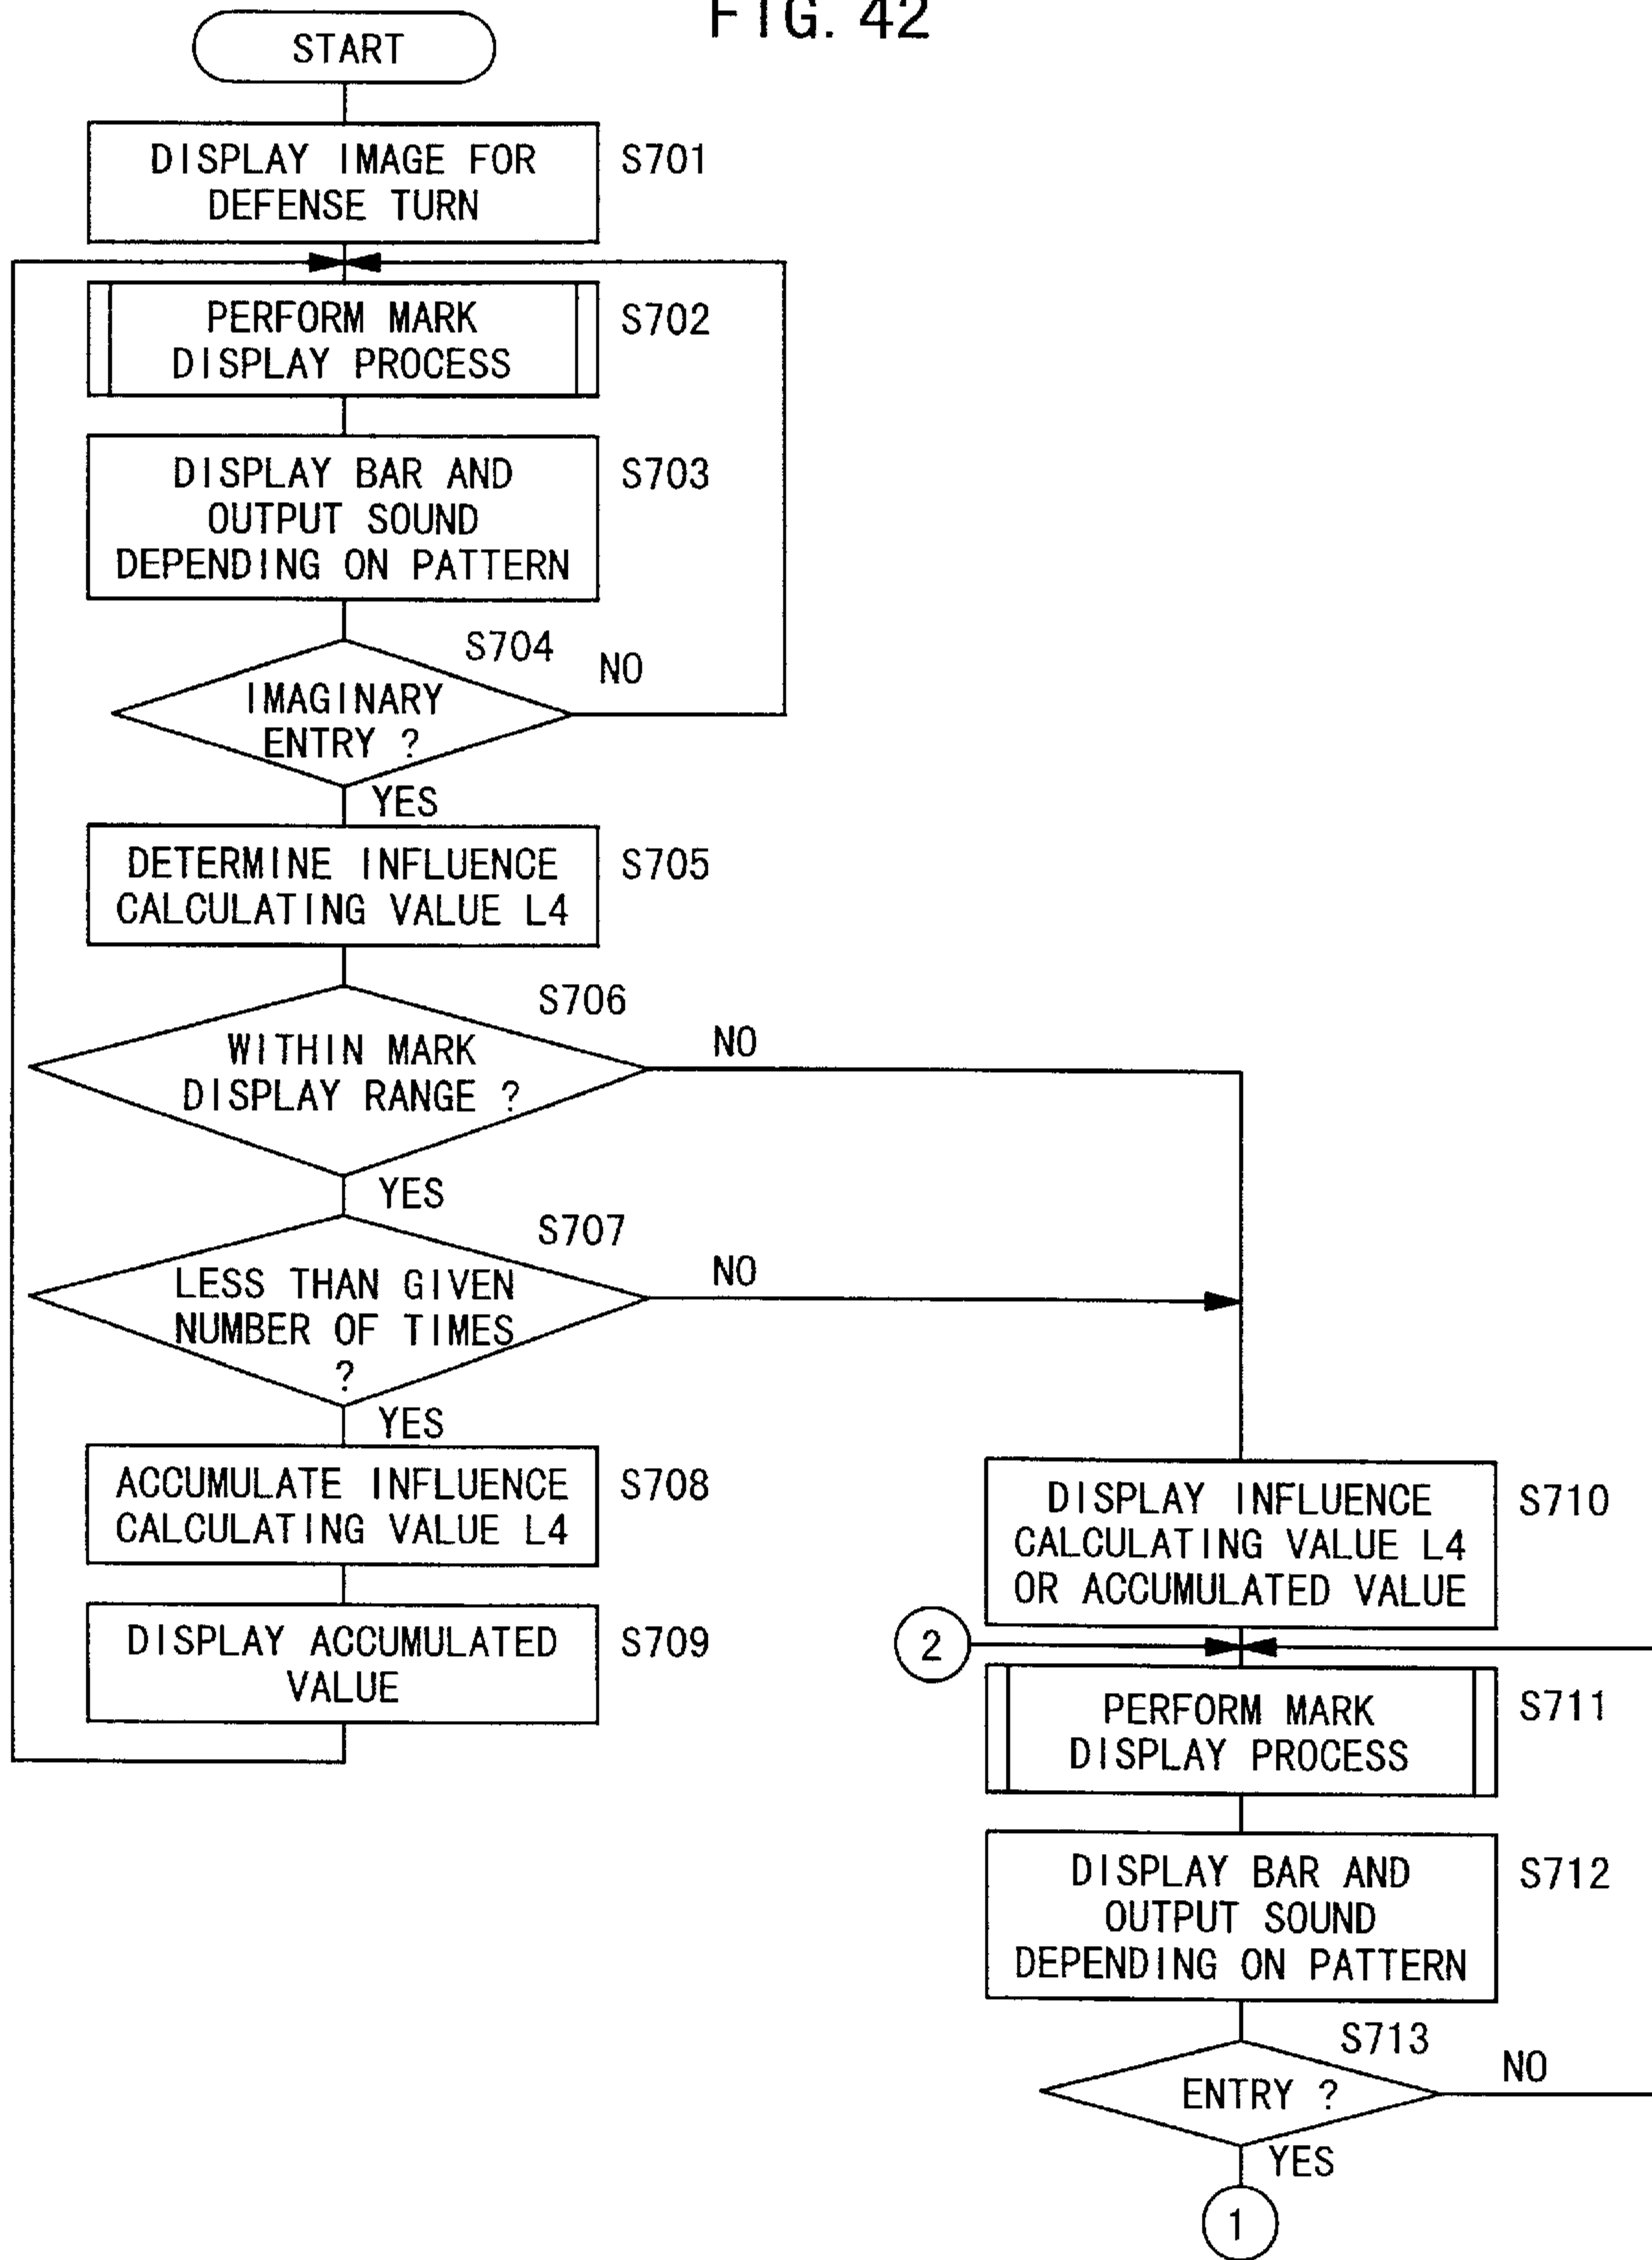 FIG. 42
START
DISPLAY IMAGE FOR
DEFENSE TURN
S701
PERFORM MARK
DISPLAY PROCESS
S702
DISPLAY BAR AND
OUTPUT SOUND
DEPENDING ON PATTERN
S703
S704
NO
IMAGINARY
ENTRY ?
YES
DETERMINE INFLUENCE
CALCULATING VALUE L4
S705
S706
NO
WITHIN MARK
DISPLAY RANGE ?
YES
S707
NO
LESS THAN GIVEN
NUMBER OF TIMES
?
YES
ACCUMULATE INFLUENCE
CALCULATING VALUE L4
S708
DISPLAY ACCUMULATED
VALUE
S709
DISPLAY INFLUENCE
CALCULATING VALUE L4
OR ACCUMULATED VALUE
S710
2
PERFORM MARK
DISPLAY PROCESS
S711
DISPLAY BAR AND
OUTPUT SOUND
DEPENDING ON PATTERN
S712
S713
NO
ENTRY ?
YES
1